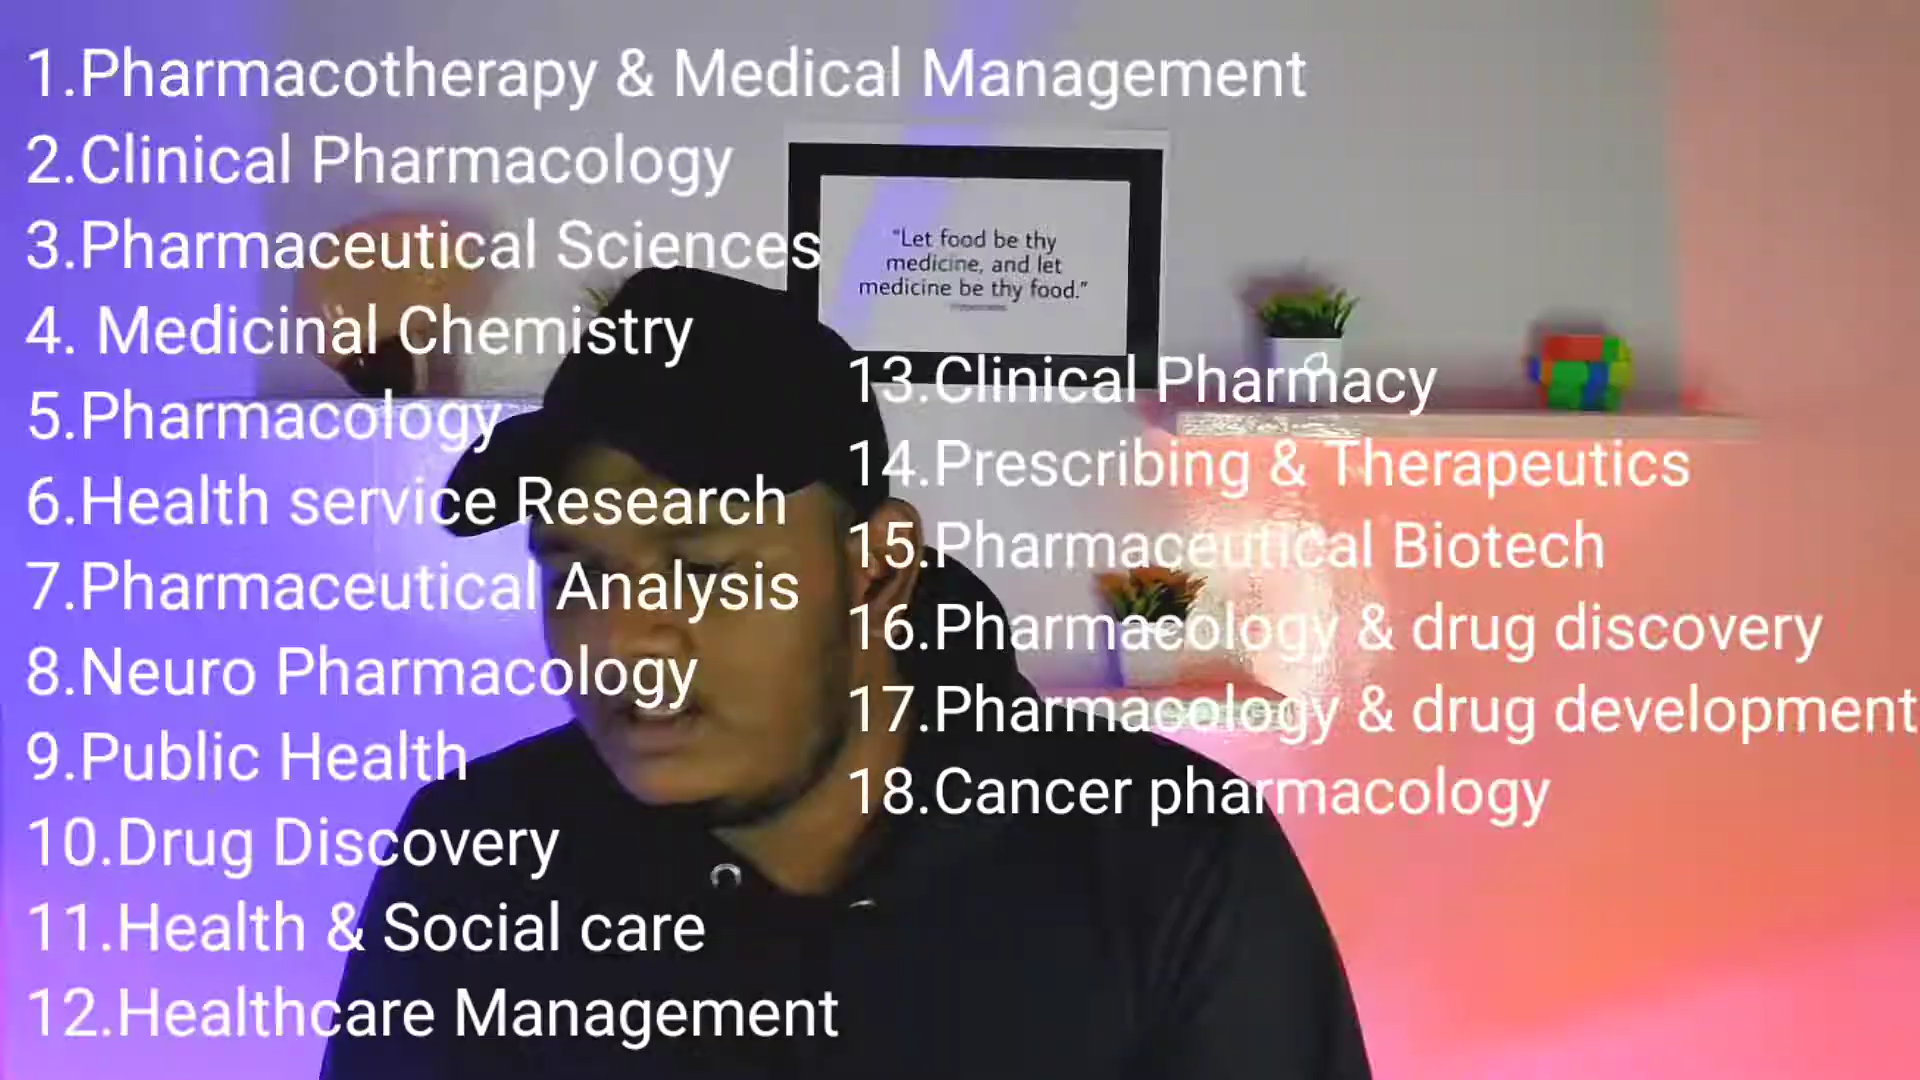 1.Pharmacotherapy & Medical Management
2.Clinical Pharmacology
3.Pharmaceutical Sciences
4. Medicinal Chemistry
5.Pharmacology
6.Health service Research
7.Pharmaceutical Analysis
8.Neuro Pharmacology
9.Public Health
10.Drug Discovery
11.Health & Social care
12.Healthcare Management
"Let food be thy
medicine, and let
medicine be thy food."
13.Clinical Pharmacy
14.Prescribing & Therapeutics
15.Pharmaceutical Biotech
16.Pharmacology & drug discovery
17.Pharmacology & drug development
18.Cancer pharmacology